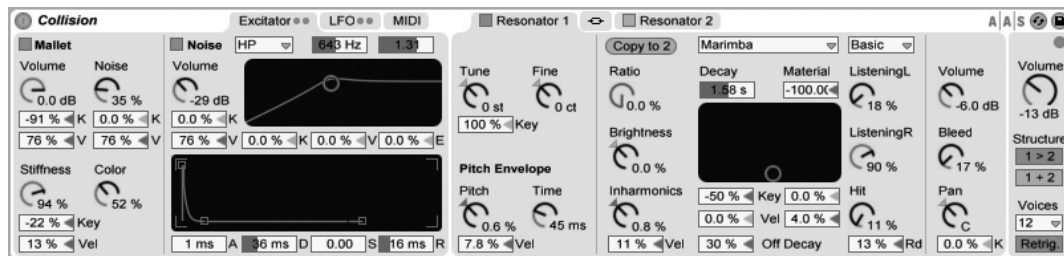 Collision
Excitator LFO MIDI
Resonator 1 Resonator 2
A A S
Mallet
Volume Noise
0.0 dB 35 %
-91 % K 0.0 % K
76 % V 76 % V
Stiffness Color
94 % 52 %
-22 % Key
13 % Vel
Noise HP 643 Hz 1.31
Volume
-29 dB
0.0 % K
76 % V 0.0 % K 0.0 % V 0.0 % E
1 ms A 36 ms D 0.00 S 16 ms R
Tune Fine
0 st 0 ct
100 % Key
Pitch Envelope
Pitch Time
0.6 % 45 ms
7.8 % Vel
Copy to 2 Marimba Basic
Ratio
0.0 %
Brightness
0.0 %
Inharmonics
0.8 %
11 % Vel
Decay Material
1.58 s
-50 % Key 0.0 %
0.0 % Vel 4.0 %
30 % Off Decay
ListeningL
18 %
ListeningR
90 %
Hit
11 %
13 % Rd
Volume
-6.0 dB
Bleed
17 %
Pan
C
0.0 % K
Volume
-13 dB
Structure
1 > 2
1 + 2
Voices
12
Retrig.